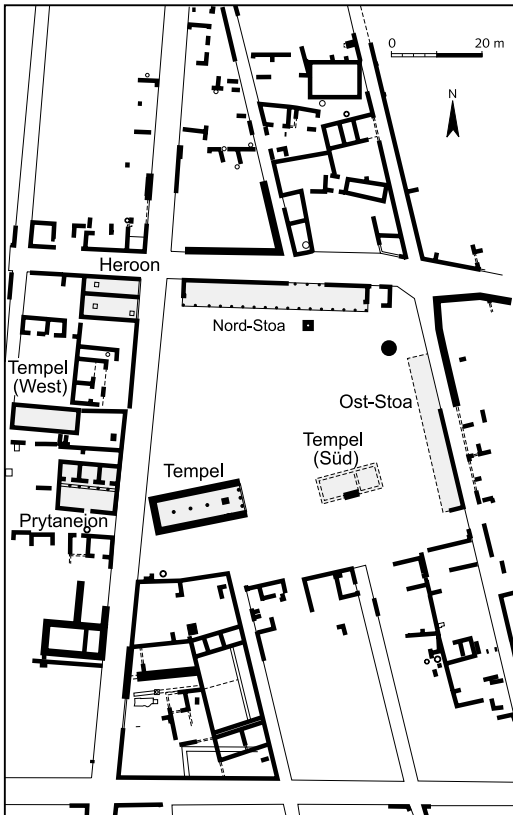 0 20 m
N
Heroon
Nord-Stoa
Tempel
(West)
Ost-Stoa
Tempel
(Süd)
Tempel
Prytaneion